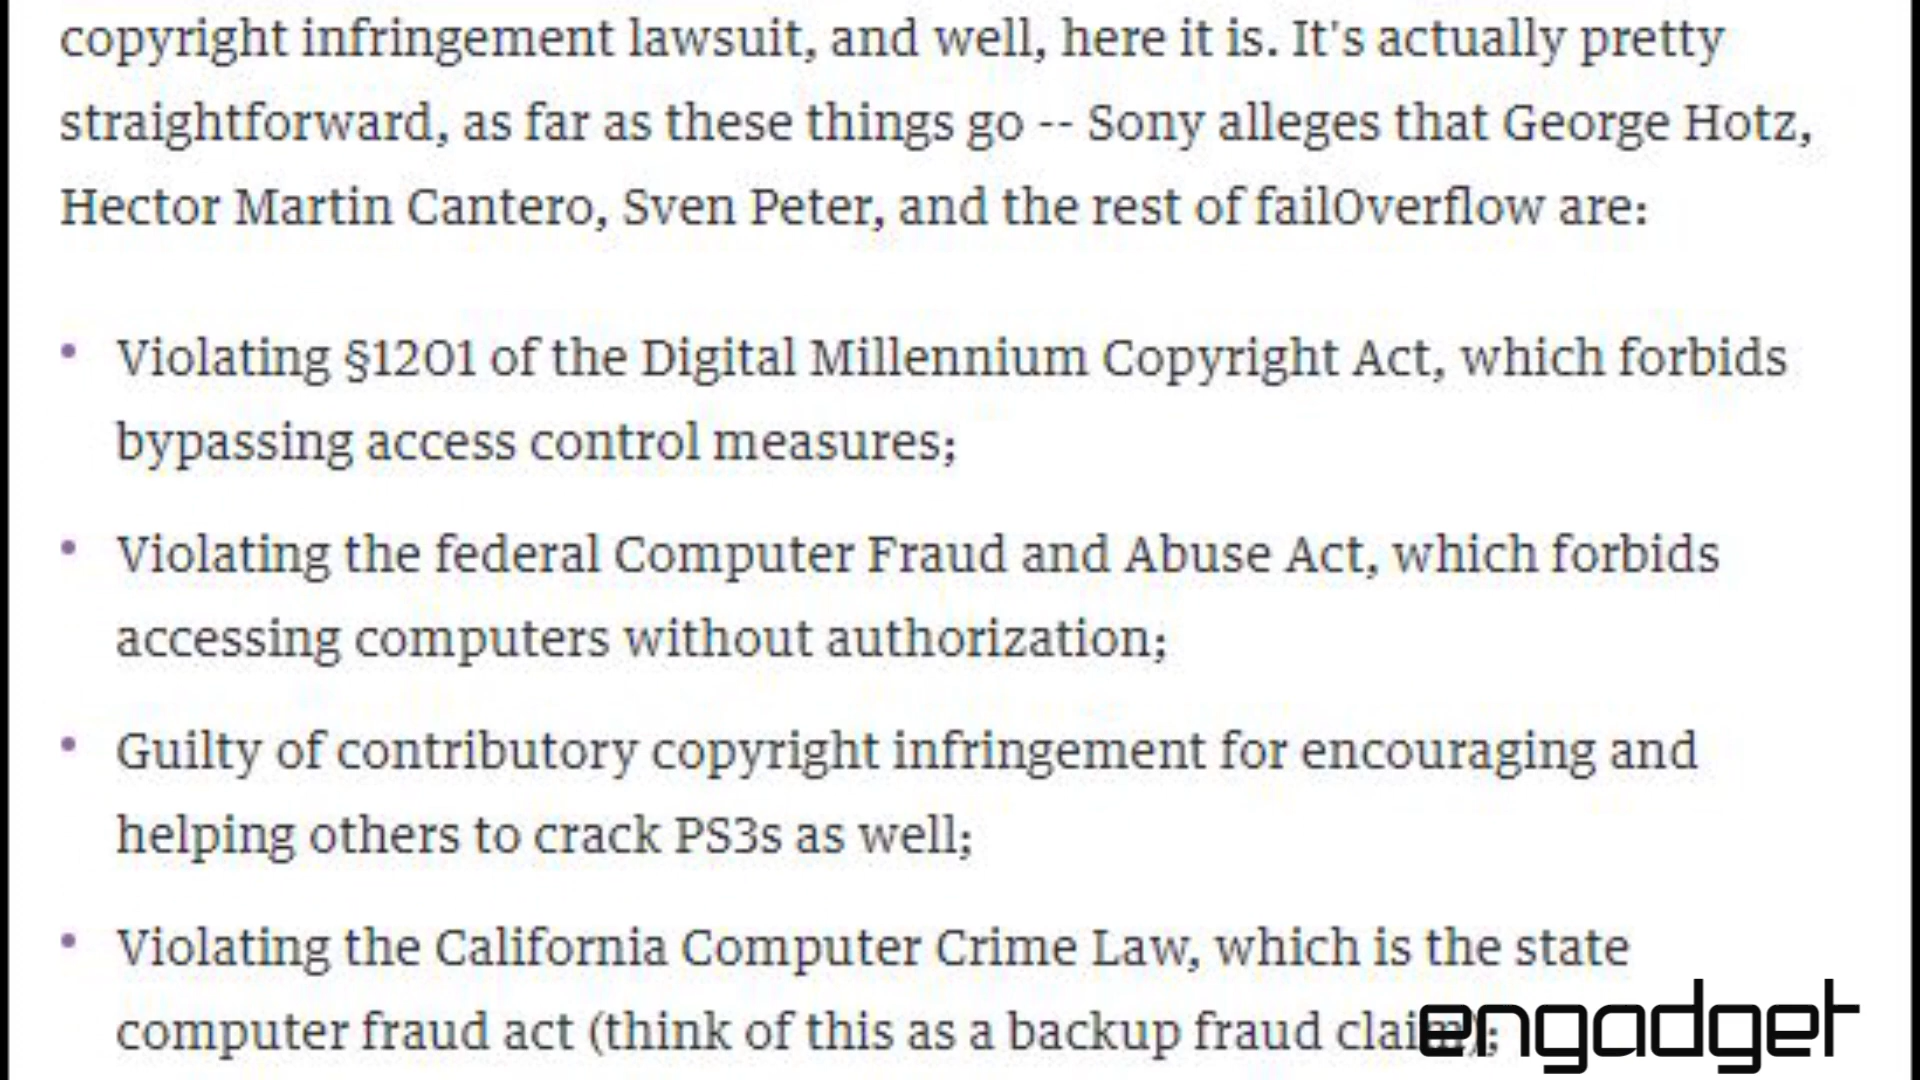 copyright infringement lawsuit, and well, here it is. It's actually pretty
straightforward, as far as these things go -- Sony alleges that George Hotz,
Hector Martin Cantero, Sven Peter, and the rest of fail0verflow are:
• Violating §1201 of the Digital Millennium Copyright Act, which forbids
bypassing access control measures;
• Violating the federal Computer Fraud and Abuse Act, which forbids
accessing computers without authorization;
• Guilty of contributory copyright infringement for encouraging and
helping others to crack PS3s as well;
• Violating the California Computer Crime Law, which is the state
computer fraud act (think of this as a backup fraud claim);
engadget